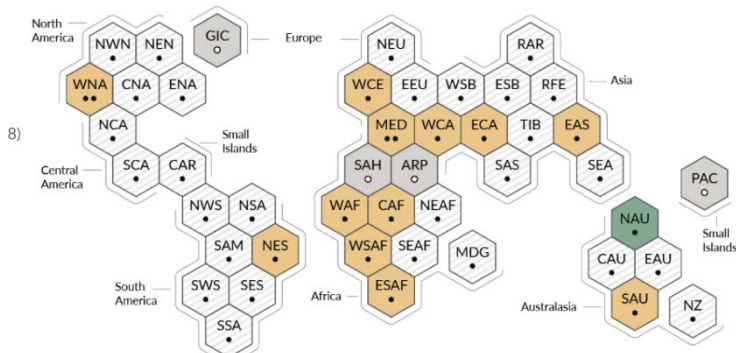 North
America
GIC
Europe
NWN NEN
WNA CNA ENA
NCA
Small
Islands
Central
America
SCA CAR
NWS NSA
SAM NES
South
America
SWS SES
SSA
8)
NEU RAR
WCE EEU WSB ESB RFE
Asia
MED WCA ECA TIB EAS
SAH ARP SAS SEA
WAF CAF NEAF
WSAF SEAF MDG
Africa
ESAF
PAC
Small
Islands
NAU
CAU EAU
Australasia
SAU NZ